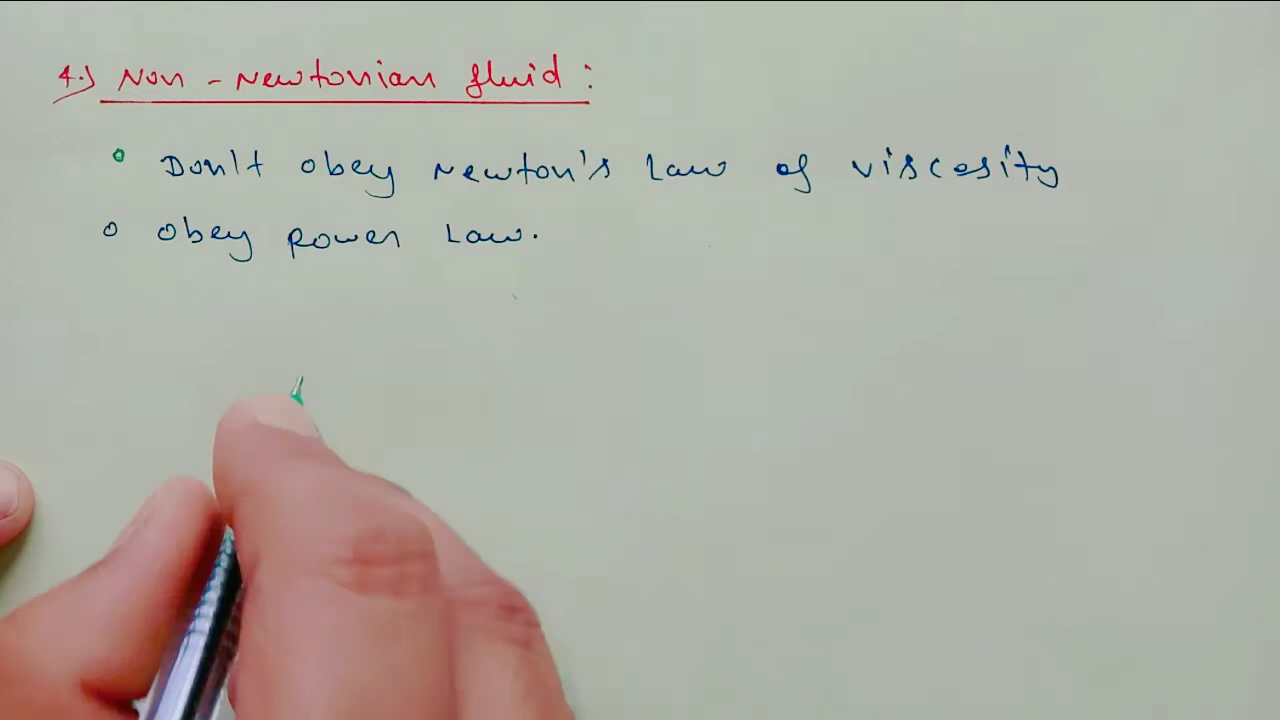 4.) Non - Newtonian fluid :
Don't obey Newton's Law of viscosity
obey power Law.